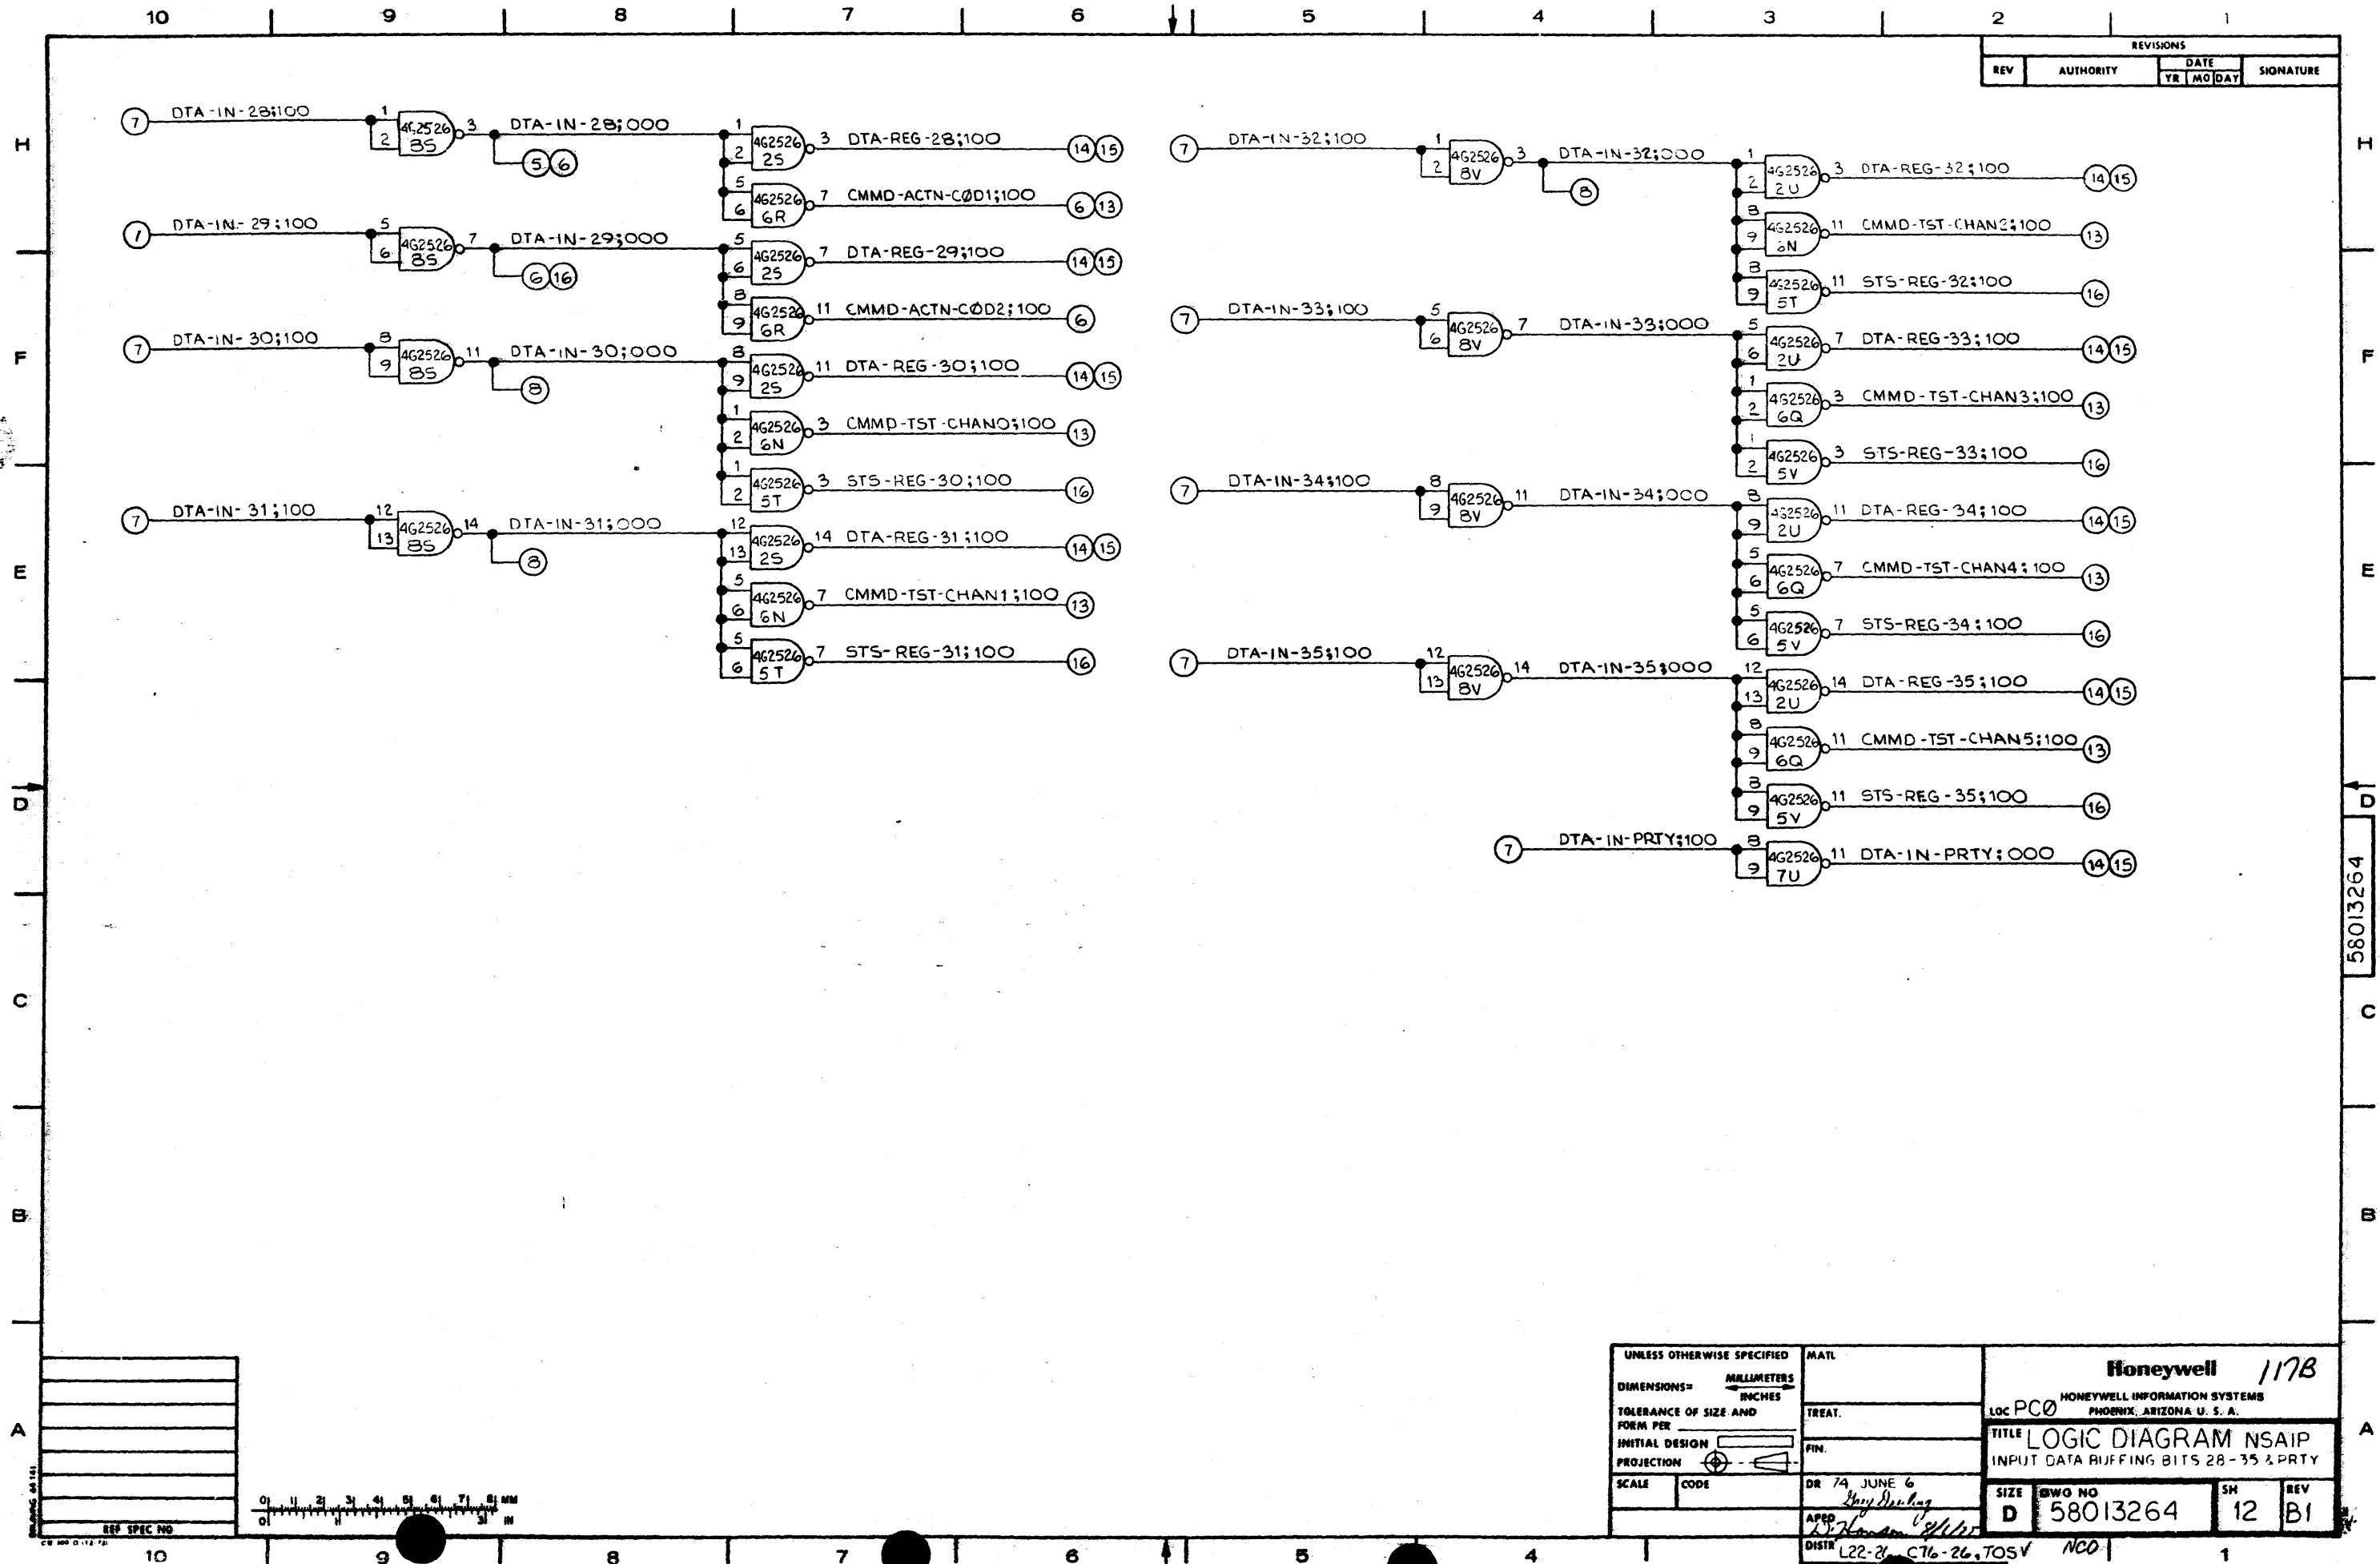 10 9 8 7 6 5 4 3 2 1
REVISIONS
REV AUTHORITY DATE YR MO DAY SIGNATURE
H H
7 DTA-IN-28;100 1 2 4G2526 8S 3 DTA-IN-28;000 5 6
1 2 4G2526 2S 3 DTA-REG-28;100 14 15
5 6 4G2526 6R 7 CMMD-ACTN-CØD1;100 6 13
DTA-IN-29;100 5 6 4G2526 8S 7 DTA-IN-29;000 6 16
5 6 4G2526 2S 7 DTA-REG-29;100 14 15
8 9 4G2526 6R 11 CMMD-ACTN-CØD2;100 6
F F
7 DTA-IN-30;100 8 9 4G2526 8S 11 DTA-IN-30;000 8
8 9 4G2526 2S 11 DTA-REG-30;100 14 15
1 2 4G2526 6N 3 CMMD-TST-CHAN0;100 13
1 2 4G2526 5T 3 STS-REG-30;100 16
7 DTA-IN-31;100 12 13 4G2526 8S 14 DTA-IN-31;000 8
12 13 4G2526 2S 14 DTA-REG-31;100 14 15
E E
5 6 4G2526 6N 7 CMMD-TST-CHAN1;100 13
5 6 4G2526 5T 7 STS-REG-31;100 16
7 DTA-IN-32;100 1 2 4G2526 8V 3 DTA-IN-32;000 8
1 2 4G2526 2U 3 DTA-REG-32;100 14 15
8 9 4G2526 6N 11 CMMD-TST-CHAN2;100 13
8 9 4G2526 5T 11 STS-REG-32;100 16
7 DTA-IN-33;100 5 6 4G2526 8V 7 DTA-IN-33;000
5 6 4G2526 2U 7 DTA-REG-33;100 14 15
1 2 4G2526 6Q 3 CMMD-TST-CHAN3;100 13
1 2 4G2526 5V 3 STS-REG-33;100 16
7 DTA-IN-34;100 8 9 4G2526 8V 11 DTA-IN-34;000
8 9 4G2526 2U 11 DTA-REG-34;100 14 15
5 6 4G2526 6Q 7 CMMD-TST-CHAN4;100 13
5 6 4G2526 5V 7 STS-REG-34;100 16
7 DTA-IN-35;100 12 13 4G2526 8V 14 DTA-IN-35;000
12 13 4G2526 2U 14 DTA-REG-35;100 14 15
8 9 4G2526 6Q 11 CMMD-TST-CHAN5;100 13
8 9 4G2526 5V 11 STS-REG-35;100 16
7 DTA-IN-PRTY;100 8 9 4G2526 7U 11 DTA-IN-PRTY;000 14 15
D D
58013264
C C
B B
A A
REF SPEC NO
0 1 2 3 4 5 6 7 8 MM
0 3 IN
UNLESS OTHERWISE SPECIFIED
DIMENSIONS= MILLIMETERS INCHES
TOLERANCE OF SIZE AND
FORM PER
INITIAL DESIGN
PROJECTION
SCALE CODE
MATL
TREAT.
FIN.
DR 74 JUNE 6
APED
DISTR L22-26, C76-26, TOSV NCO
Honeywell 117B
HONEYWELL INFORMATION SYSTEMS
LOC PCØ PHOENIX, ARIZONA U. S. A.
TITLE LOGIC DIAGRAM NSAIP
INPUT DATA BUFFING BITS 28-35 & PRTY
SIZE D DWG NO 58013264 SH 12 REV B1
10 9 8 7 6 5 4 1